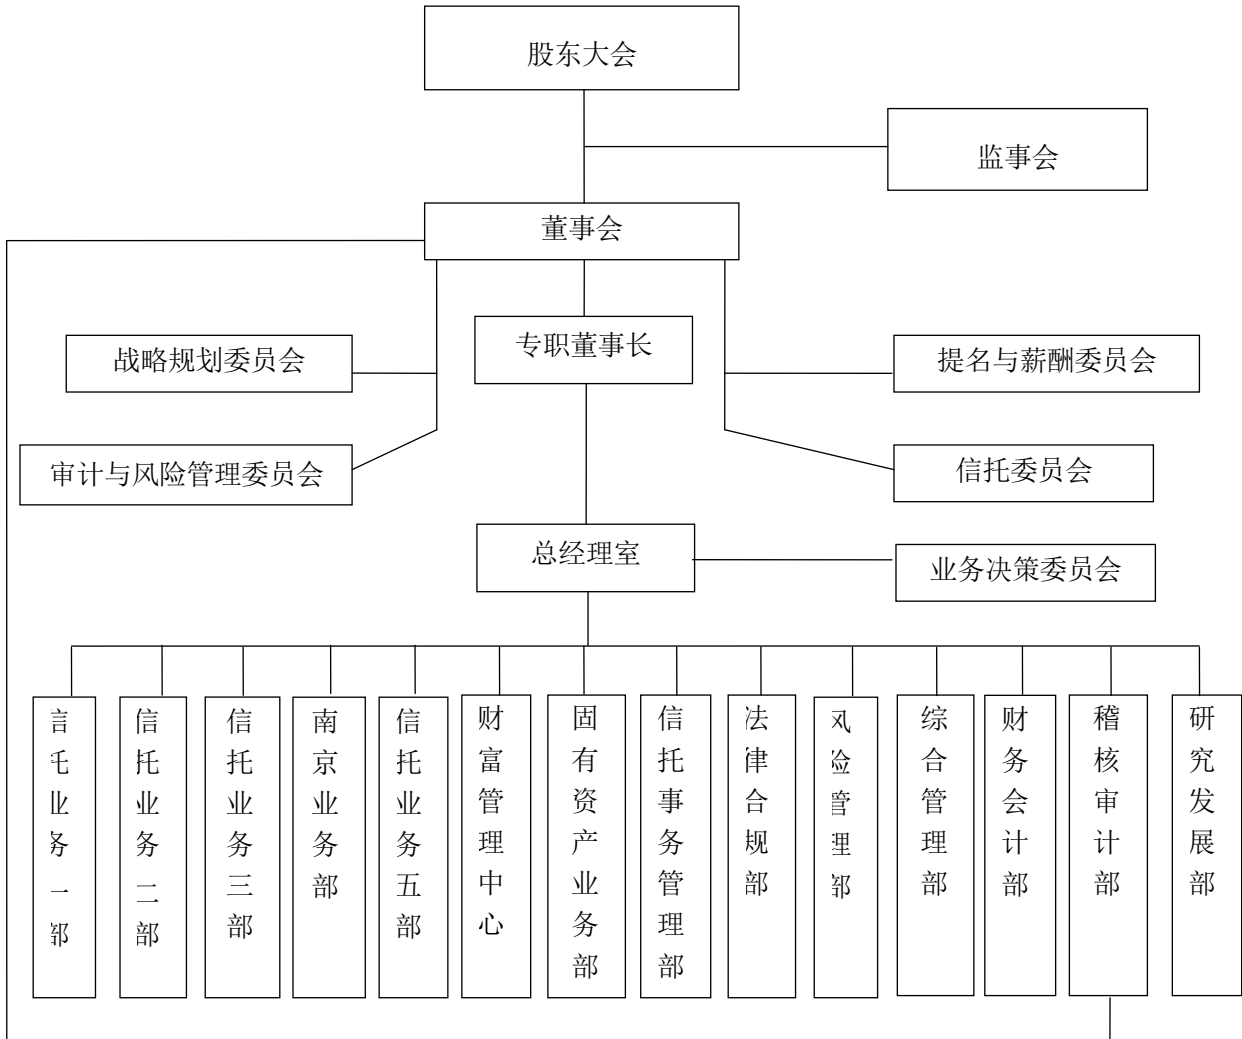 股东大会
监事会
董事会
专职董事长
战略规划委员会
提名与薪酬委员会
审计与风险管理委员会
信托委员会
总经理室
业务决策委员会
信托业务一部
信托业务二部
信托业务三部
南京业务部
信托业务五部
财富管理中心
固有资产业务部
信托事务管理部
法律合规部
风险管理部
综合管理部
财务会计部
稽核审计部
研究发展部